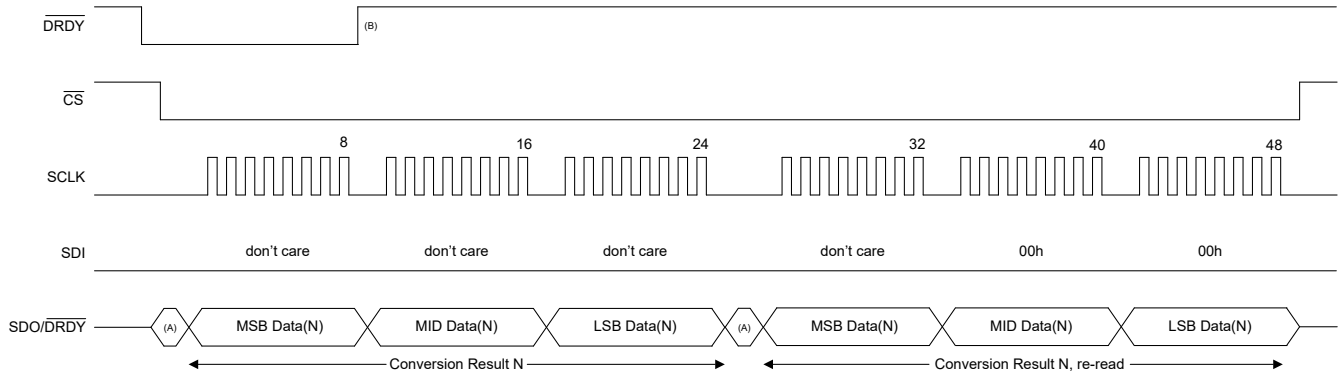 DRDY
(B)
CS
8 16 24 32 40 48
SCLK
SDI don't care don't care don't care don't care 00h 00h
SDO/DRDY (A) MSB Data(N) MID Data(N) LSB Data(N) (A) MSB Data(N) MID Data(N) LSB Data(N)
Conversion Result N Conversion Result N, re-read